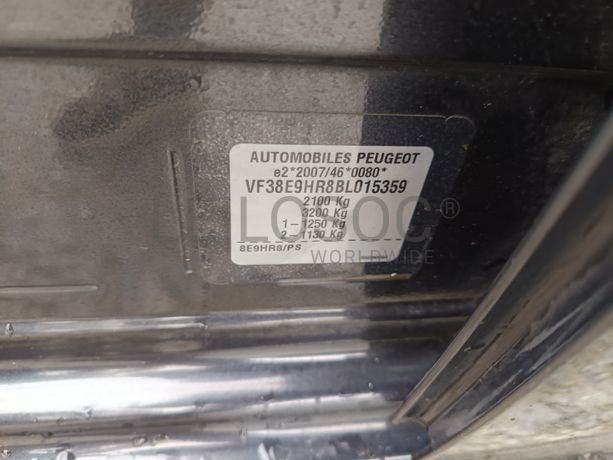 AUTOMOBILES PEUGEOT
e2*2007/46*0080*
VF38E9HR8BL015359
2100 Kg
3200 Kg
1 – 1250 Kg
2 – 1130 Kg
8E9HR8/PS
WORLDWIDE